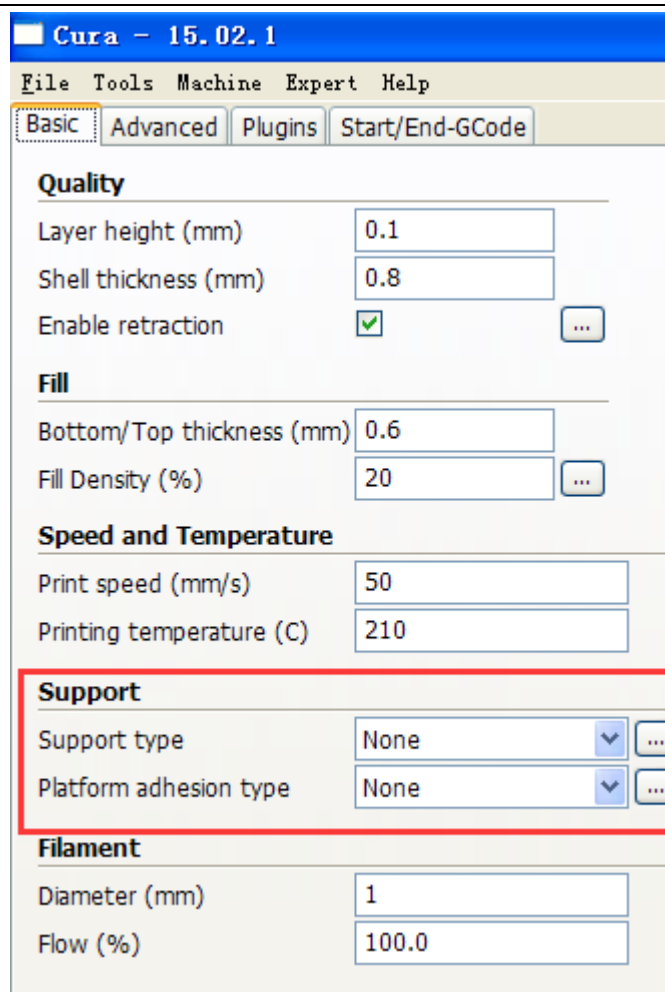 Cura - 15.02.1
File Tools Machine Expert Help
Basic Advanced Plugins Start/End-GCode
Quality
Layer height (mm) 0.1
Shell thickness (mm) 0.8
Enable retraction ...
Fill
Bottom/Top thickness (mm) 0.6
Fill Density (%) 20 ...
Speed and Temperature
Print speed (mm/s) 50
Printing temperature (C) 210
Support
Support type None ...
Platform adhesion type None ...
Filament
Diameter (mm) 1
Flow (%) 100.0